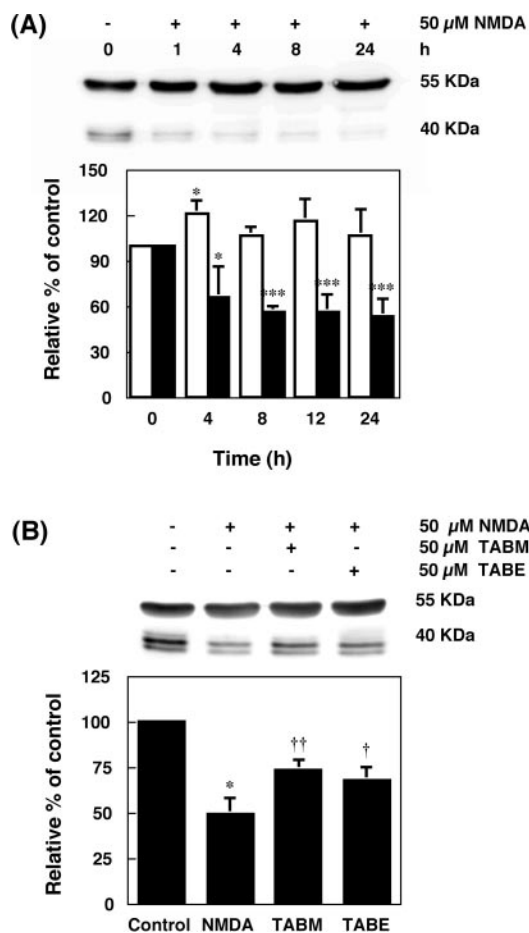 (A) - + + + + 50 µM NMDA
0 1 4 8 24 h
55 KDa
40 KDa
150
120
90
60
30
0
Relative % of control
* * *** *** ***
0 4 8 12 24
Time (h)
(B) - + + + 50 µM NMDA
- - + - 50 µM TABM
- - - + 50 µM TABE
55 KDa
40 KDa
125
100
75
50
25
0
Relative % of control
* †† †
Control NMDA TABM TABE